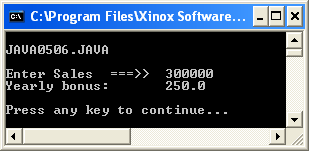 C:\Program Files\Xinox Software...
JAVA0506.JAVA
Enter Sales ===>> 300000
Yearly bonus: 250.0
Press any key to continue...